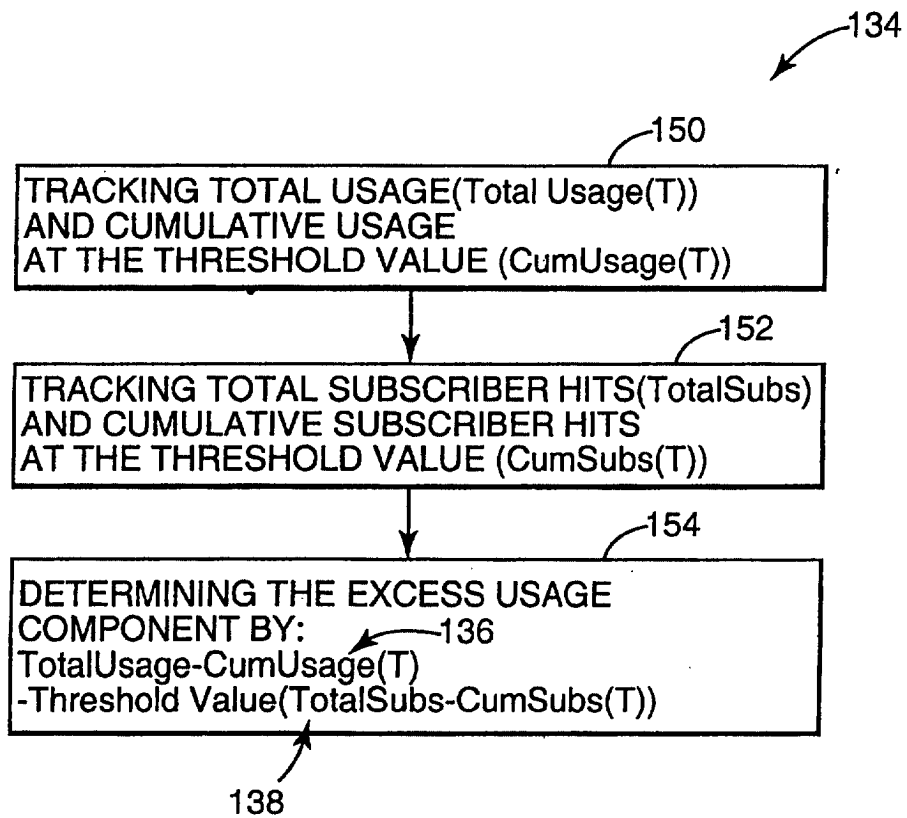 134
150
TRACKING TOTAL USAGE(Total Usage(T))
AND CUMULATIVE USAGE
AT THE THRESHOLD VALUE (CumUsage(T))
152
TRACKING TOTAL SUBSCRIBER HITS(TotalSubs)
AND CUMULATIVE SUBSCRIBER HITS
AT THE THRESHOLD VALUE (CumSubs(T))
154
DETERMINING THE EXCESS USAGE
COMPONENT BY:
136
TotalUsage-CumUsage(T)
-Threshold Value(TotalSubs-CumSubs(T))
138